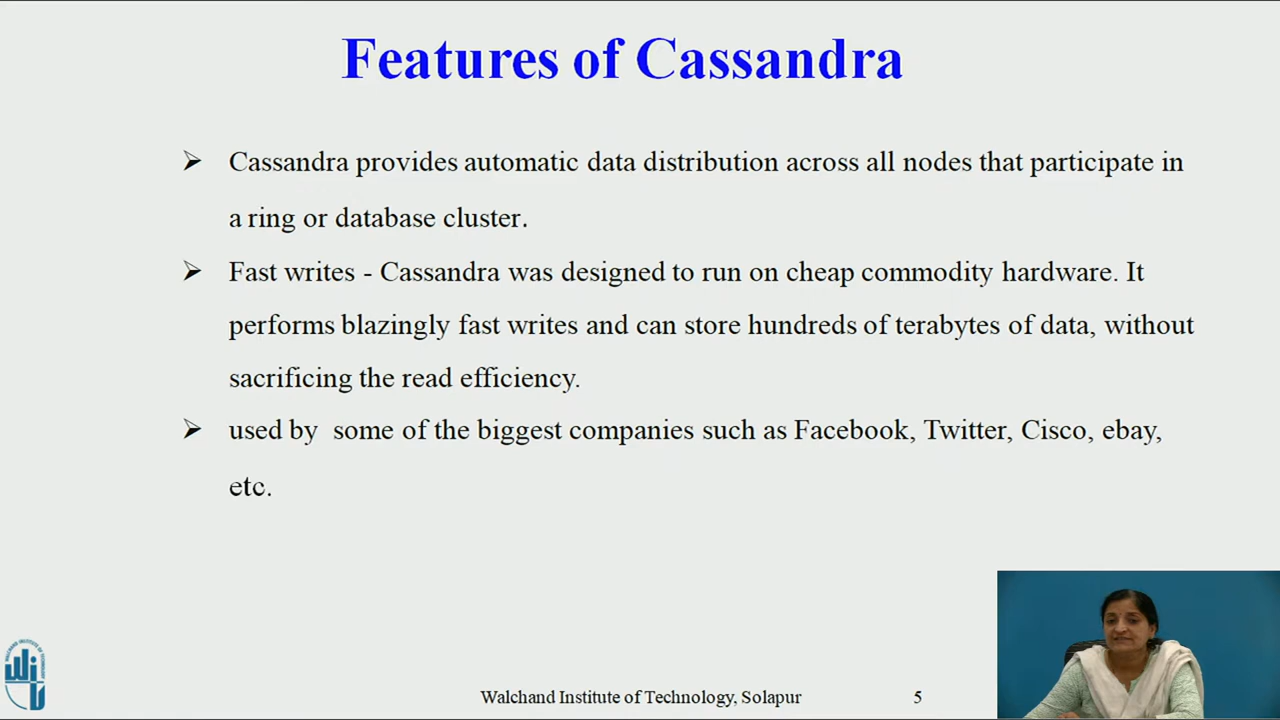 Features of Cassandra
➢ Cassandra provides automatic data distribution across all nodes that participate in
a ring or database cluster.
➢ Fast writes - Cassandra was designed to run on cheap commodity hardware. It
performs blazingly fast writes and can store hundreds of terabytes of data, without
sacrificing the read efficiency.
➢ used by some of the biggest companies such as Facebook, Twitter, Cisco, ebay,
etc.
Walchand Institute of Technology, Solapur 5